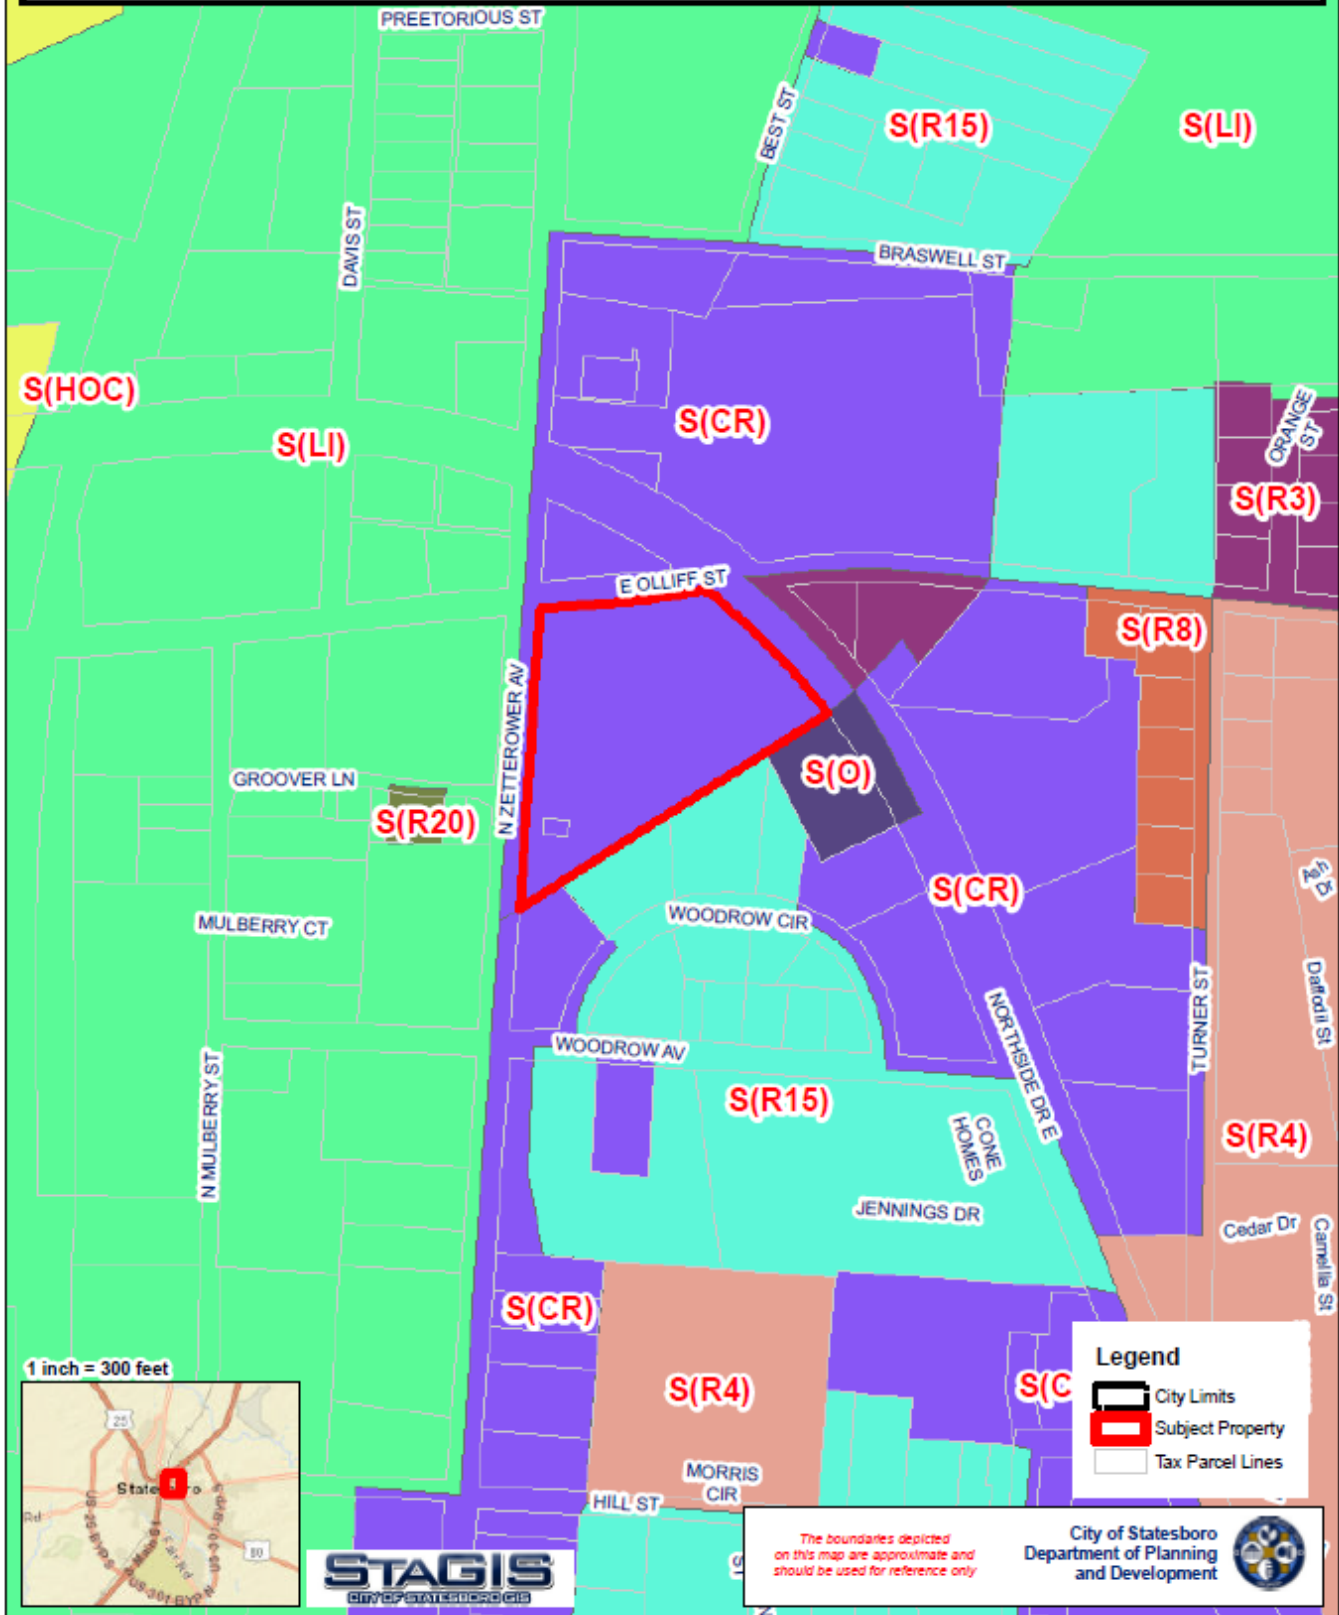 PREETORIOUS ST
BEST ST
S(R15)
S(LI)
DAVIS ST
BRASWELL ST
S(HOC)
S(LI)
S(CR)
ORANGE
ST
S(R3)
E OLLIFF ST
S(R8)
N ZETTEROWER AV
GROOVER LN
S(R20)
S(O)
S(CR)
Ash
Dr
MULBERRY CT
WOODROW CIR
Daffodil St
TURNER ST
NORTHSIDE DR E
WOODROW AV
N MULBERRY ST
S(R15)
CONE
HOMES
S(R4)
JENNINGS DR
Cedar Dr
Camellia St
S(CR)
S(R4)
S(C
MORRIS
CIR
HILL ST
Legend
City Limits
Subject Property
Tax Parcel Lines
1 inch = 300 feet
25
Statesboro
80
Rd
STAGIS
CITY OF STATESBORO GIS
The boundaries depicted
on this map are approximate and
should be used for reference only
City of Statesboro
Department of Planning
and Development